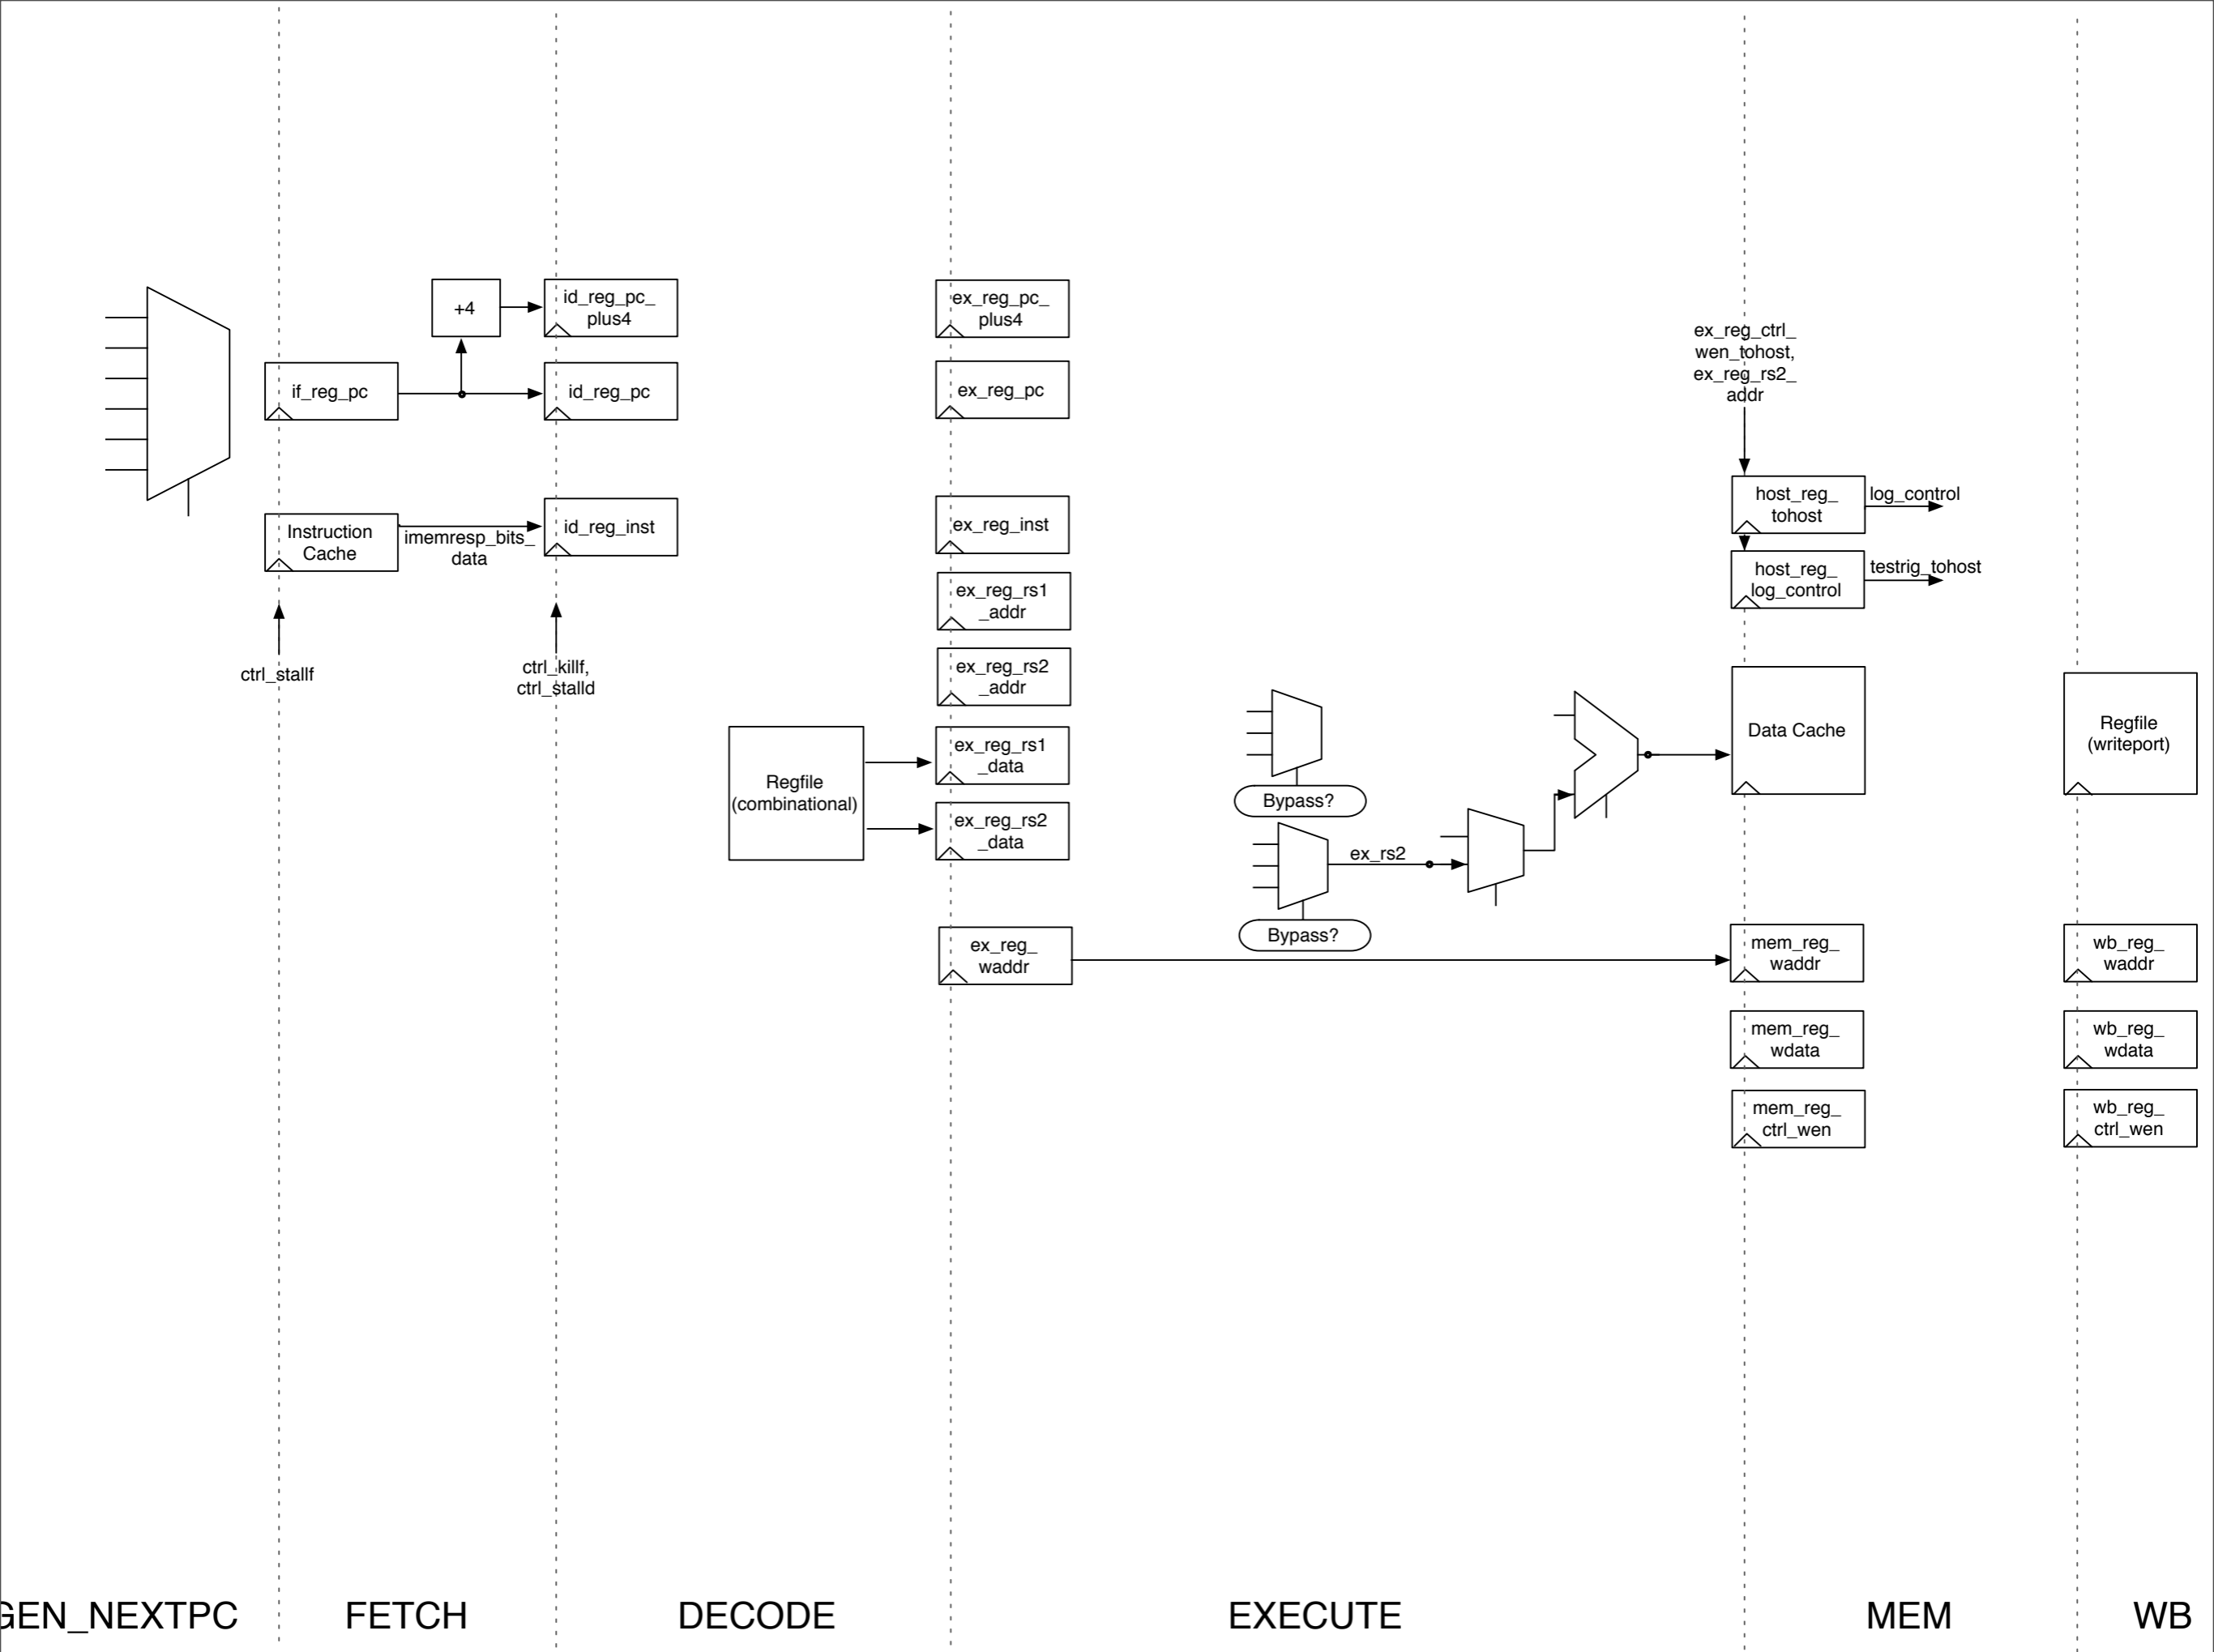 +4
id_reg_pc_
plus4
ex_reg_pc_
plus4
ex_reg_ctrl_
wen_tohost,
ex_reg_rs2_
addr
if_reg_pc
id_reg_pc
ex_reg_pc
host_reg_
tohost
log_control
Instruction
Cache
imemresp_bits_
data
id_reg_inst
ex_reg_inst
host_reg_
log_control
testrig_tohost
ex_reg_rs1
_addr
ctrl_stallf
ctrl_killf,
ctrl_stalld
ex_reg_rs2
_addr
Regfile
(combinational)
ex_reg_rs1
_data
ex_reg_rs2
_data
Bypass?
ex_rs2
Bypass?
Data Cache
Regfile
(writeport)
ex_reg_
waddr
mem_reg_
waddr
wb_reg_
waddr
mem_reg_
wdata
wb_reg_
wdata
mem_reg_
ctrl_wen
wb_reg_
ctrl_wen
GEN_NEXTPC
FETCH
DECODE
EXECUTE
MEM
WB